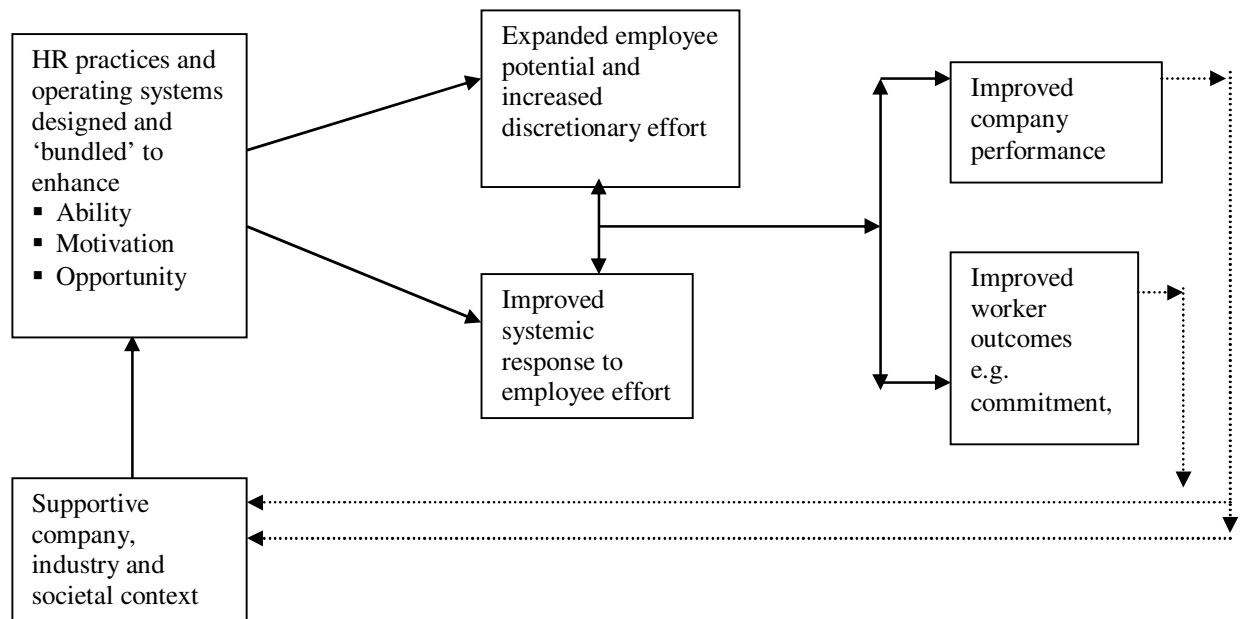 HR practices and
operating systems
designed and
‘bundled’ to
enhance
▪ Ability
▪ Motivation
▪ Opportunity
Expanded employee
potential and
increased
discretionary effort
Improved
systemic
response to
employee effort
Improved
company
performance
Improved
worker
outcomes
e.g.
commitment,
Supportive
company,
industry and
societal context